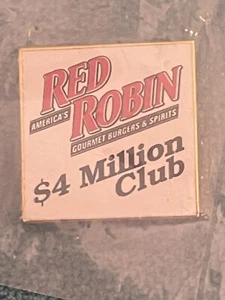 RED
ROBIN
AMERICA'S
GOURMET BURGERS & SPIRITS
$4 Million
Club